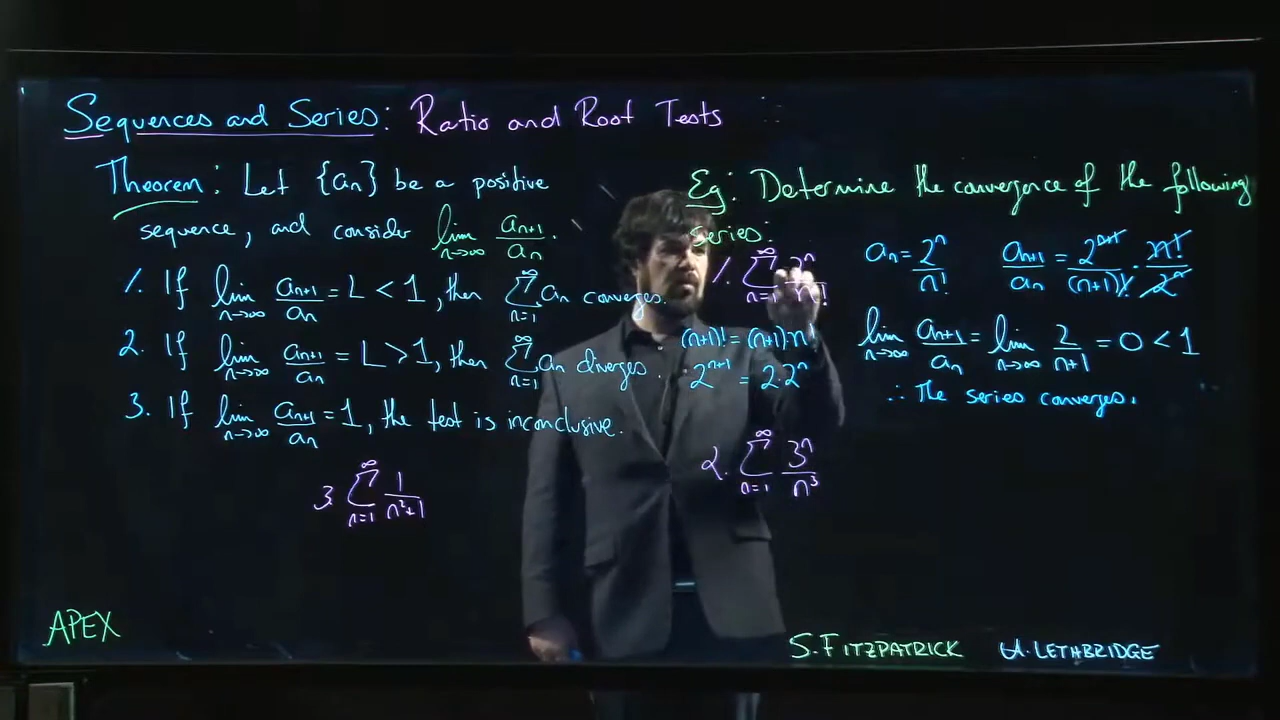 Sequences and Series: Ratio and Root Tests
Theorem: Let {aₙ} be a positive
sequence, and consider lim n→∞ aₙ₊₁/aₙ.
1. If lim n→∞ aₙ₊₁/aₙ = L < 1, then ∑ n=1 ∞ aₙ converges.
2. If lim n→∞ aₙ₊₁/aₙ = L > 1, then ∑ n=1 ∞ aₙ diverges.
3. If lim n→∞ aₙ₊₁/aₙ = 1, the test is inconclusive.
3. ∑ n=1 ∞ 1/(n²+1)
Eg: Determine the convergence of the following
series:
1. ∑ n=1 ∞ 2ⁿ/n!
aₙ = 2ⁿ/n! aₙ₊₁/aₙ = 2ⁿ⁺¹/(n+1)! · n!/2ⁿ
(n+1)! = (n+1)·n!
2ⁿ⁺¹ = 2·2ⁿ
lim n→∞ aₙ₊₁/aₙ = lim n→∞ 2/(n+1) = 0 < 1
∴ The series converges.
2. ∑ n=1 ∞ 3ⁿ/n³
APEX
S. FITZPATRICK U. LETHBRIDGE